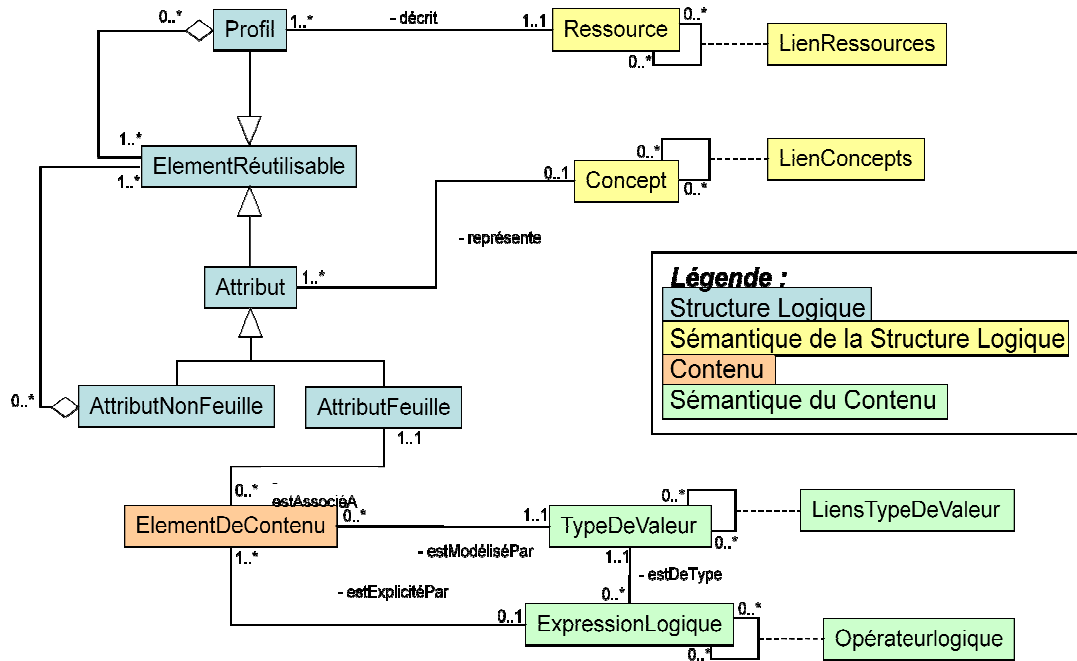 0..*
Profil
1..*
- décrit
1..1
Ressource
0..*
0..*
LienRessources
1..*
ElementRéutilisable
1..*
0..*
LienConcepts
0..1
Concept
0..*
- représente
Attribut
1..*
Légende :
Structure Logique
Sémantique de la Structure Logique
Contenu
Sémantique du Contenu
0..*
AttributNonFeuille
AttributFeuille
1..1
0..*
-
estAssociéA
ElementDeContenu
0..*
1..1
TypeDeValeur
0..*
0..*
LiensTypeDeValeur
1..*
- estModéliséPar
1..1
- estDeType
- estExplicitéPar
0..*
0..1
ExpressionLogique
0..*
0..*
Opérateurlogique